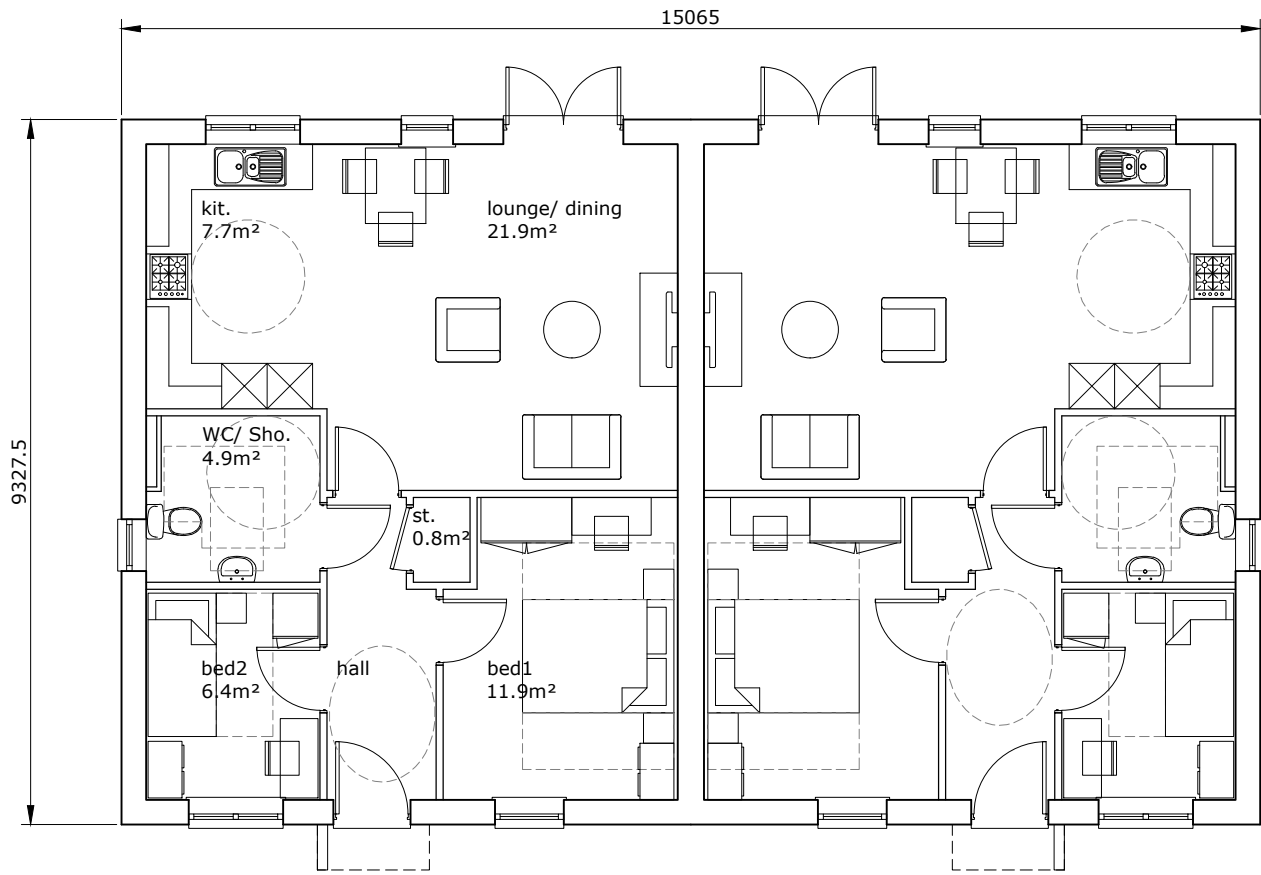 15065
kit.
7.7m²
lounge/ dining
21.9m²
WC/ Sho.
4.9m²
9327.5
st.
0.8m²
bed2
6.4m²
hall
bed1
11.9m²